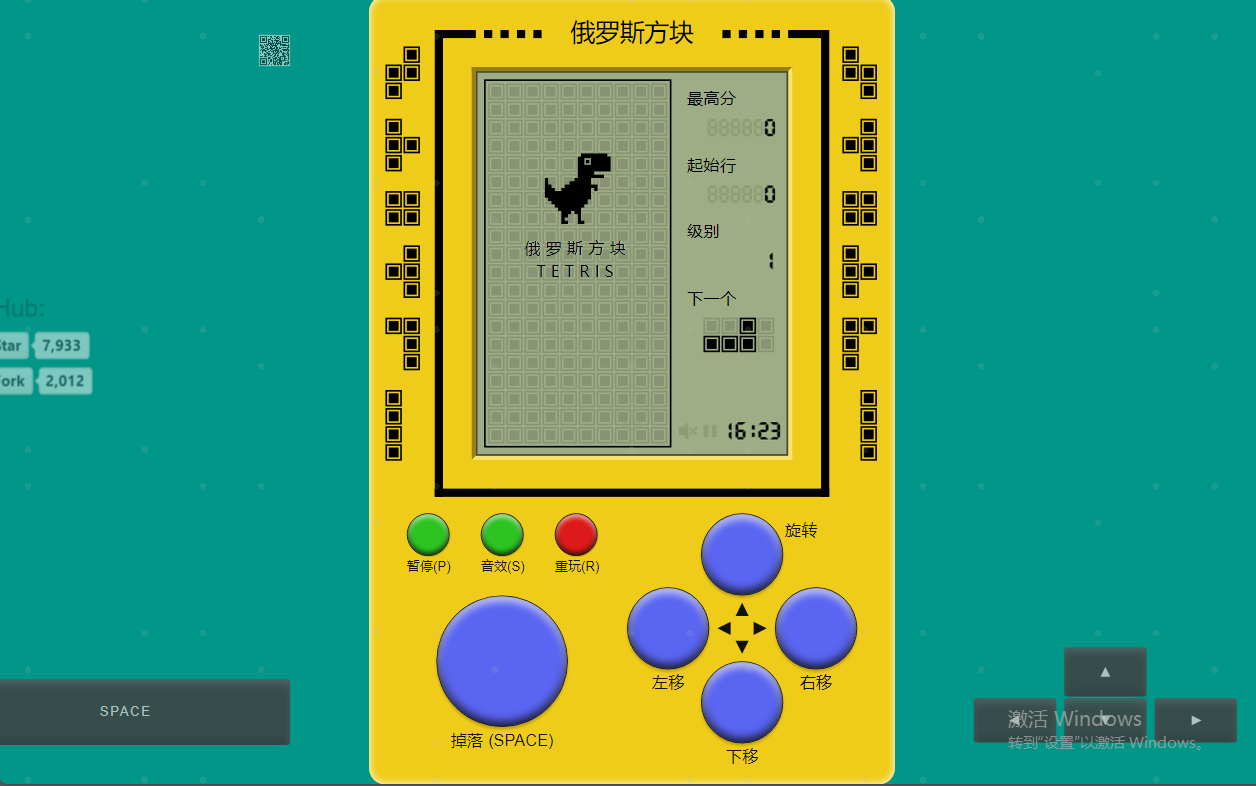 俄罗斯方块
最高分
0
起始行
0
级别
1
下一个
俄罗斯方块
TETRIS
16:23
Hub:
Star 7,933
Fork 2,012
暂停(P) 音效(S) 重玩(R)
旋转
左移 右移
下移
掉落 (SPACE)
SPACE
▲
◀ ▼ ▶
激活 Windows
转到"设置"以激活 Windows。